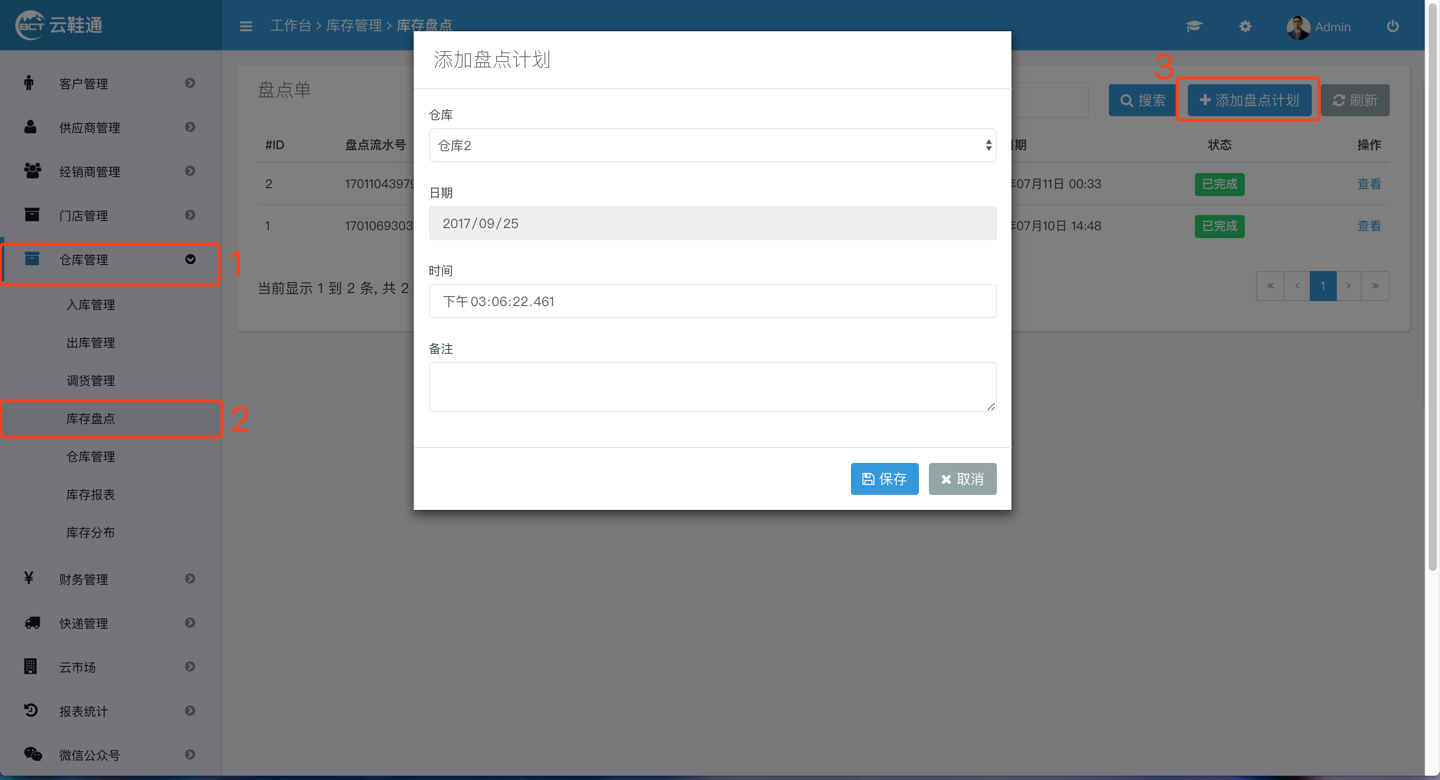 BCT 云鞋通
工作台 > 库存管理 > 库存盘点
Admin
客户管理
供应商管理
经销商管理
门店管理
仓库管理
1
入库管理
出库管理
调货管理
库存盘点
2
仓库管理
库存报表
库存分布
财务管理
快递管理
云市场
报表统计
微信公众号
盘点单
3
搜索
添加盘点计划
刷新
#ID 盘点流水号 期 状态 操作
2 1701104397 年07月11日 00:33 已完成 查看
1 1701069303 年07月10日 14:48 已完成 查看
当前显示 1 到 2 条, 共 2
« ‹ 1 › »
添加盘点计划
仓库
仓库2
日期
2017/09/25
时间
下午03:06:22.461
备注
保存
取消